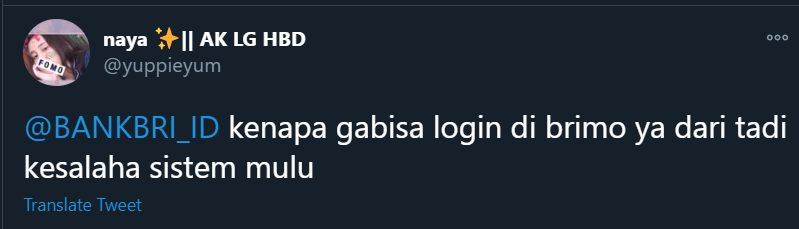 naya ✨|| AK LG HBD
@yuppieyum
FOMO
@BANKBRI_ID kenapa gabisa login di brimo ya dari tadi
kesalaha sistem mulu
Translate Tweet